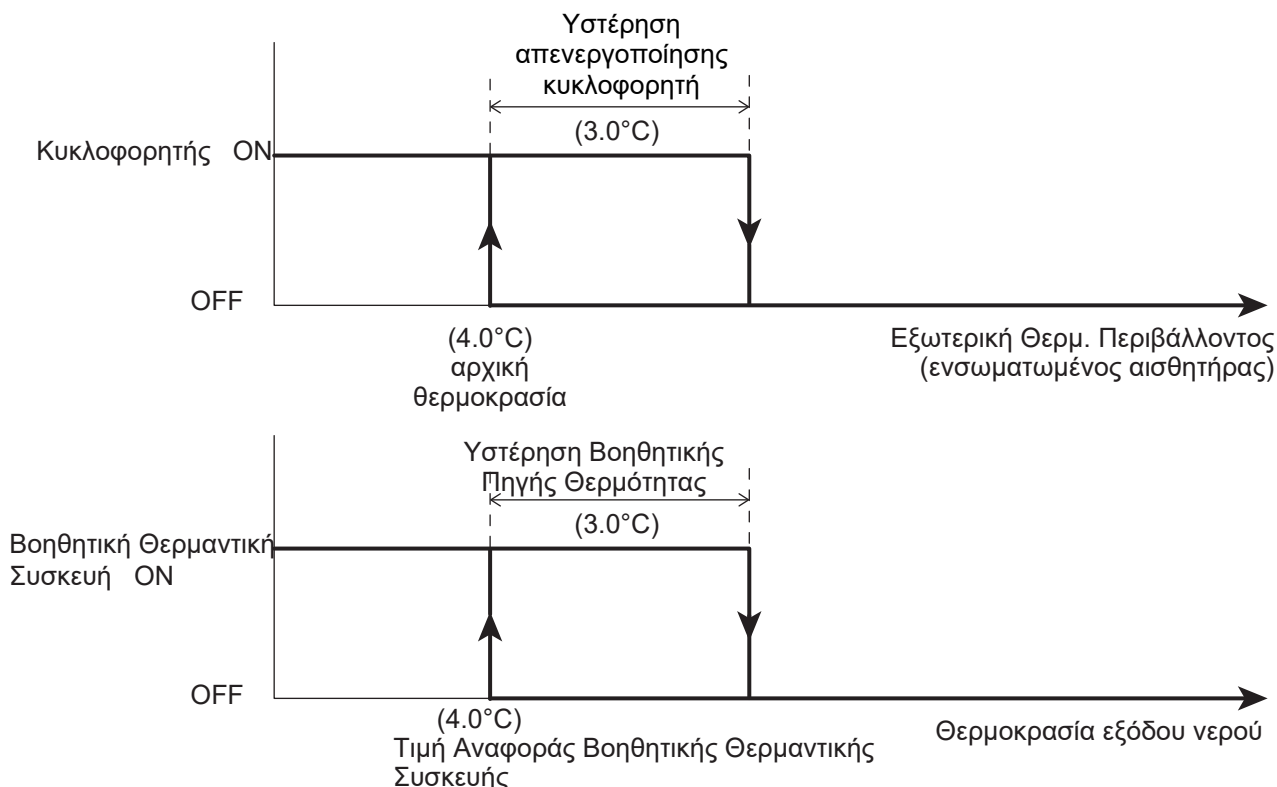 Υστέρηση
απενεργοποίησης
κυκλοφορητή
(3.0°C)
Κυκλοφορητής ON
OFF
(4.0°C)
αρχική
θερμοκρασία
Εξωτερική Θερμ. Περιβάλλοντος
(ενσωματωμένος αισθητήρας)
Υστέρηση Βοηθητικής
Πηγής Θερμότητας
(3.0°C)
Βοηθητική Θερμαντική
Συσκευή ON
OFF
(4.0°C)
Τιμή Αναφοράς Βοηθητικής Θερμαντικής
Συσκευής
Θερμοκρασία εξόδου νερού